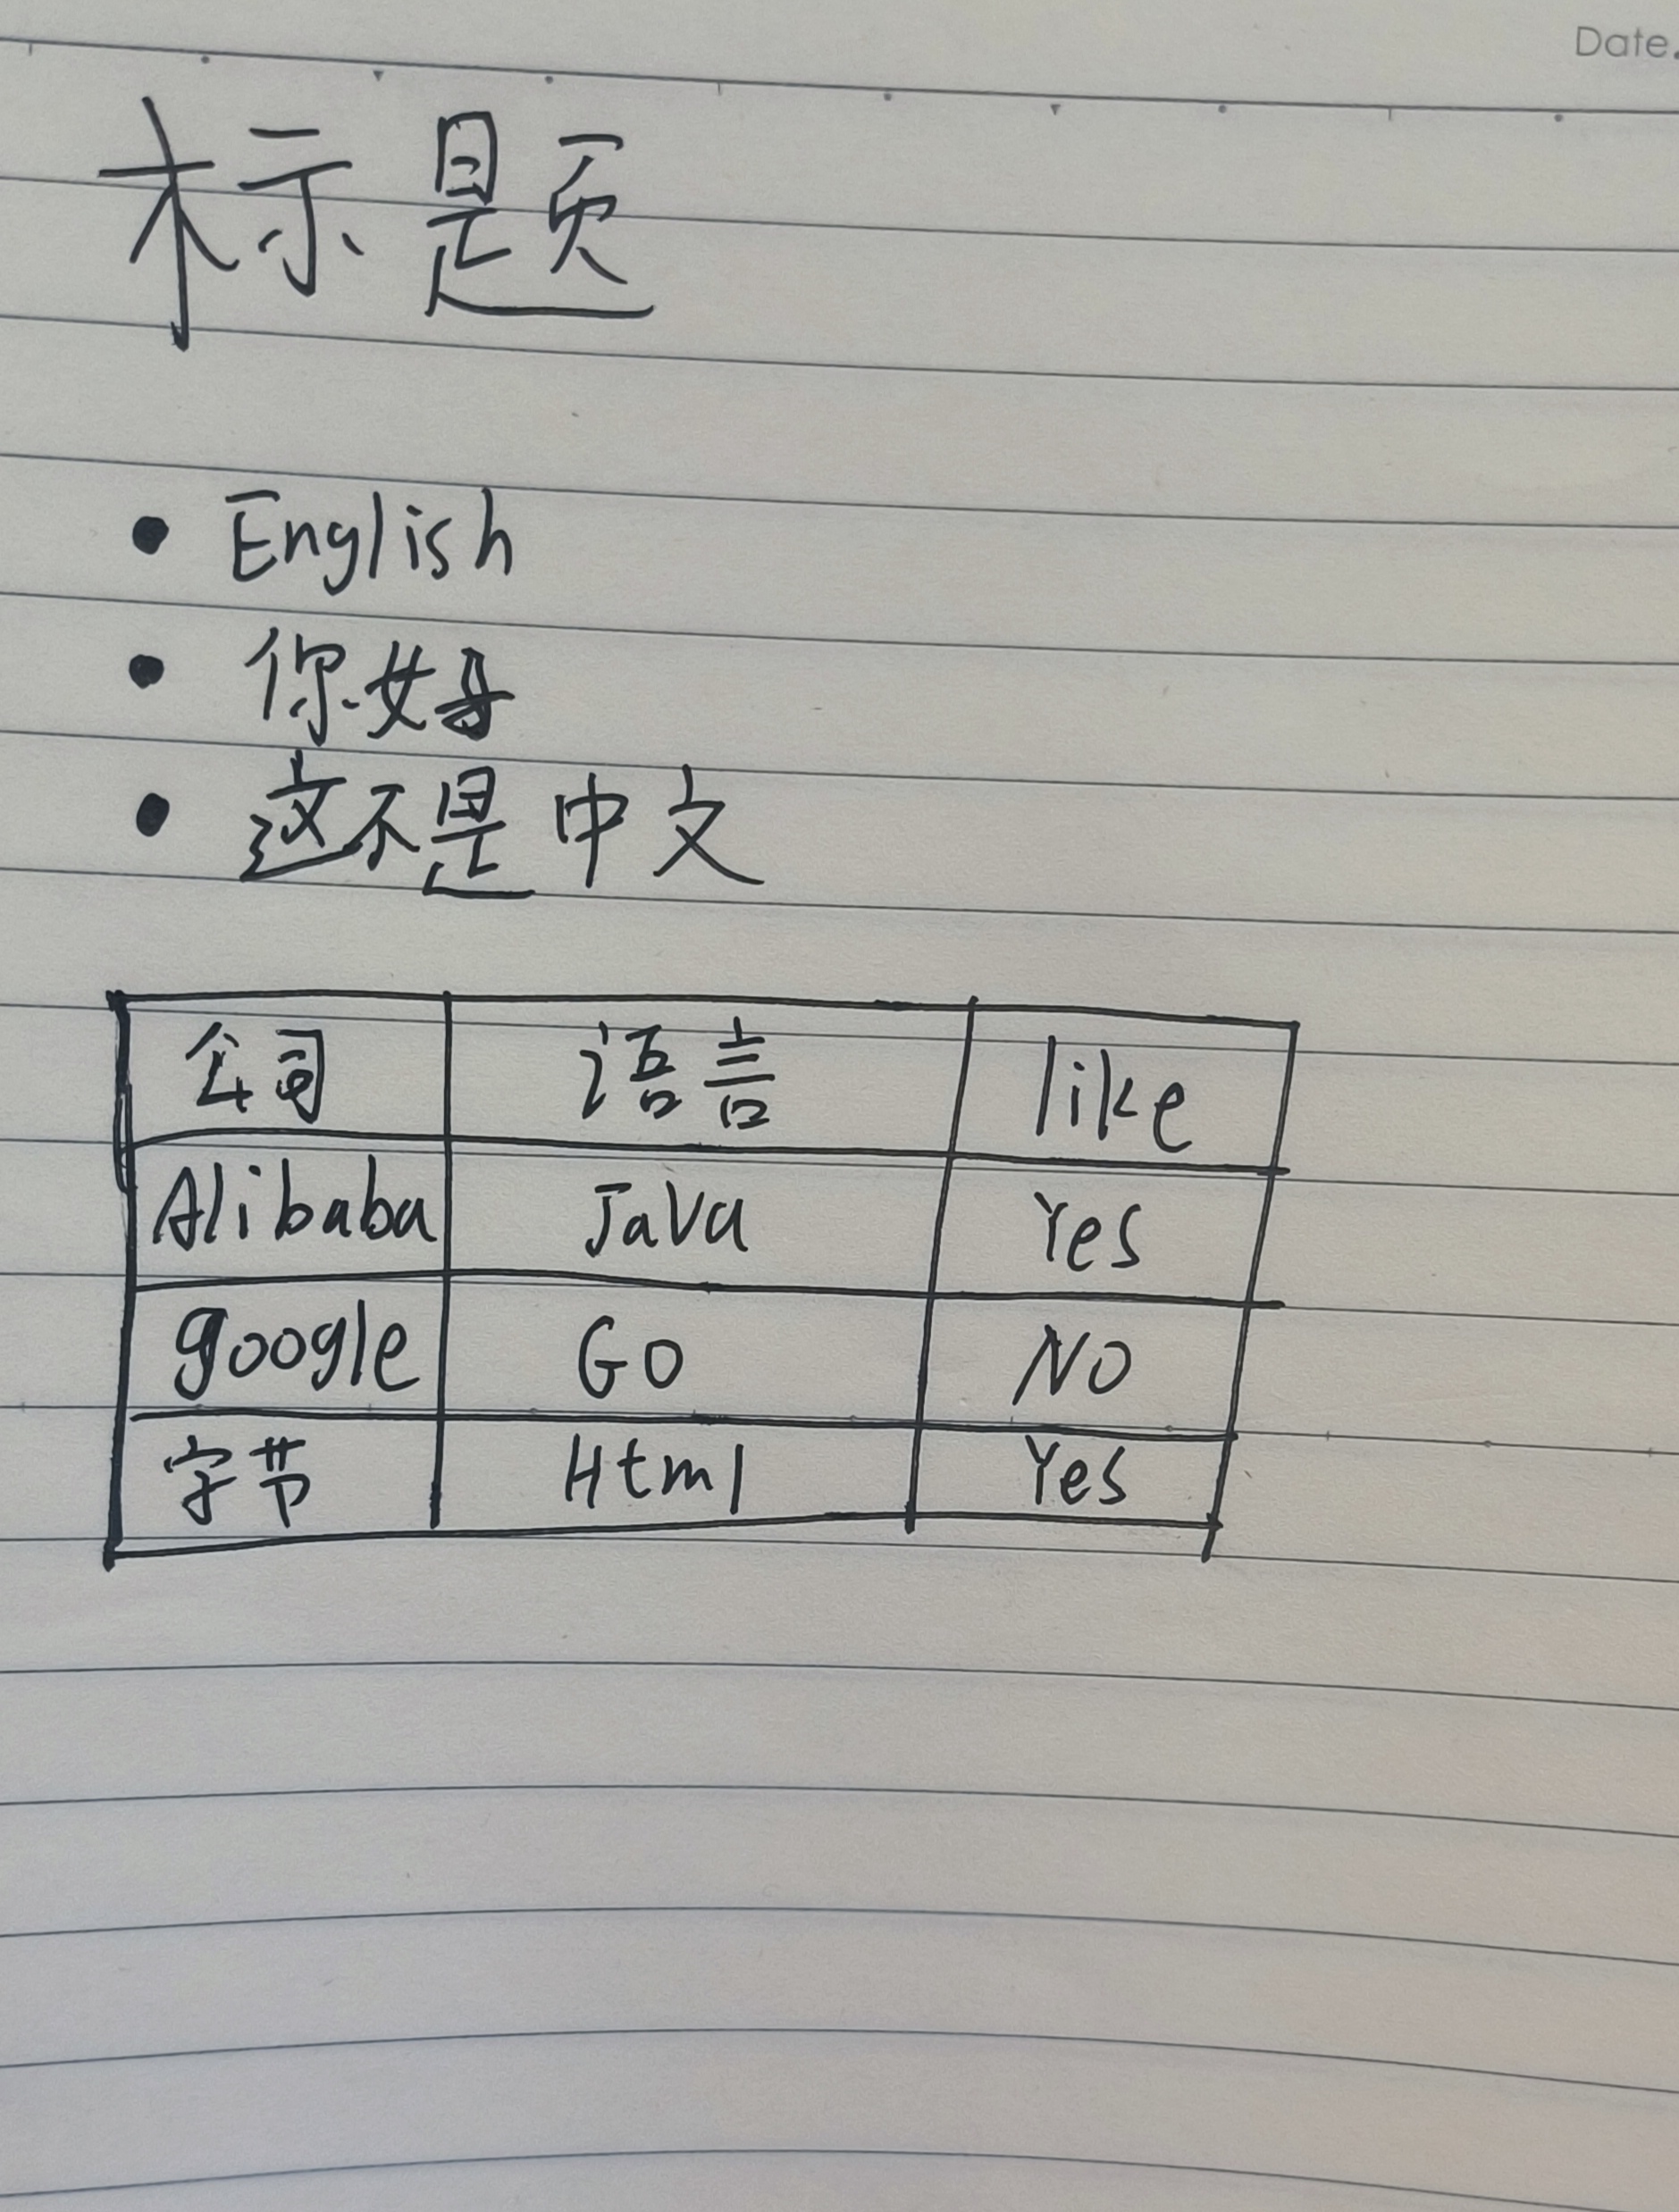 Date.
标题
• English
• 你好
• 这不是中文
公司 语言 like
Alibaba Java Yes
google Go NO
字节 Html Yes